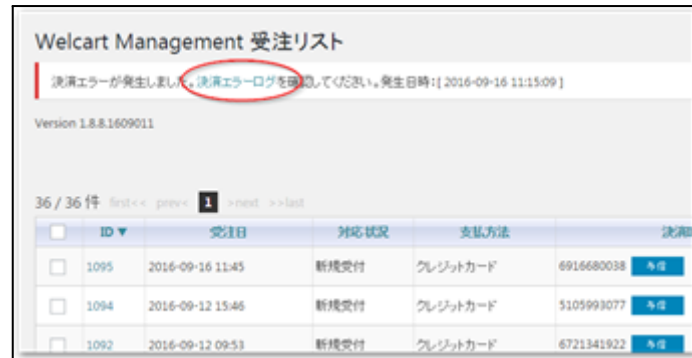 Welcart Management 受注リスト
決済エラーが発生しました。決済エラーログを確認してください。発生日時:[ 2016-09-16 11:15:09 ]
Version 1.8.8.1609011
36 / 36 件 first<< prev< 1 >next >>last
ID ▼ 受注日 対応状況 支払方法
1095 2016-09-16 11:45 新規受付 クレジットカード 6916680038 与信
1094 2016-09-12 15:46 新規受付 クレジットカード 5105993077 与信
1092 2016-09-12 09:53 新規受付 クレジットカード 6721341922 与信